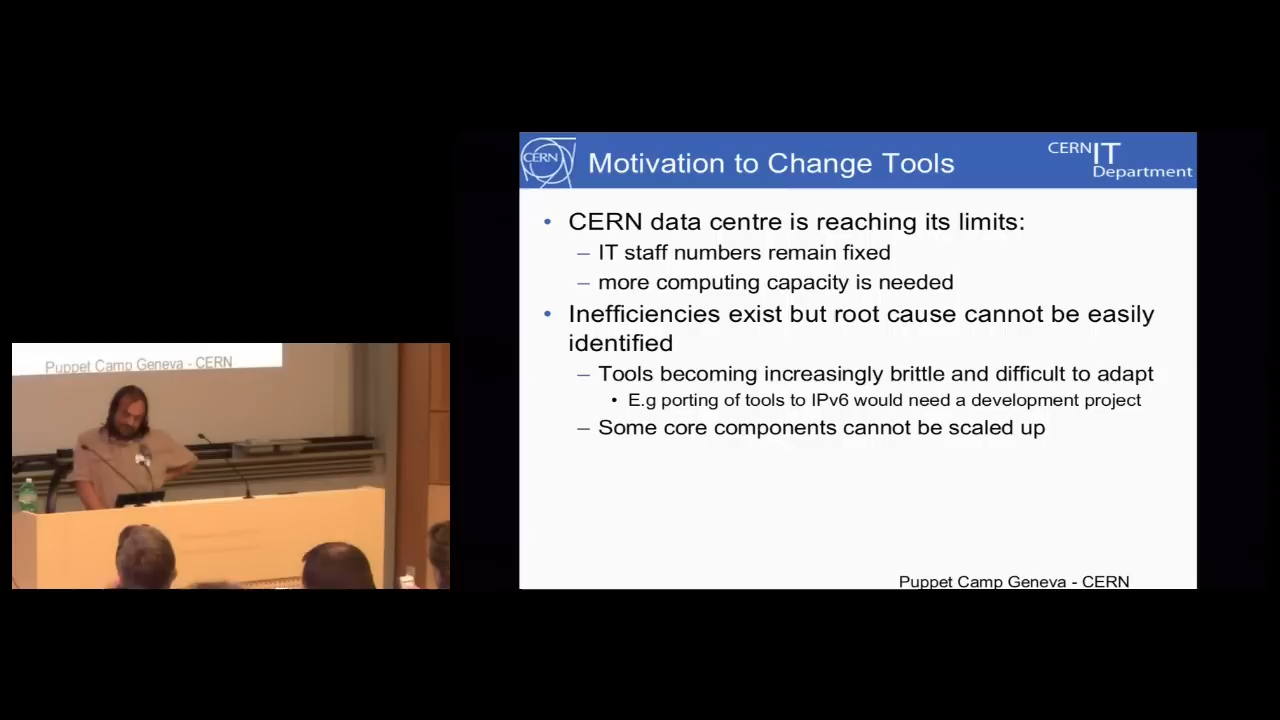 Puppet Camp Geneva - CERN
CERN
Motivation to Change Tools
CERN IT
Department
• CERN data centre is reaching its limits:
– IT staff numbers remain fixed
– more computing capacity is needed
• Inefficiencies exist but root cause cannot be easily
identified
– Tools becoming increasingly brittle and difficult to adapt
• E.g porting of tools to IPv6 would need a development project
– Some core components cannot be scaled up
Puppet Camp Geneva - CERN